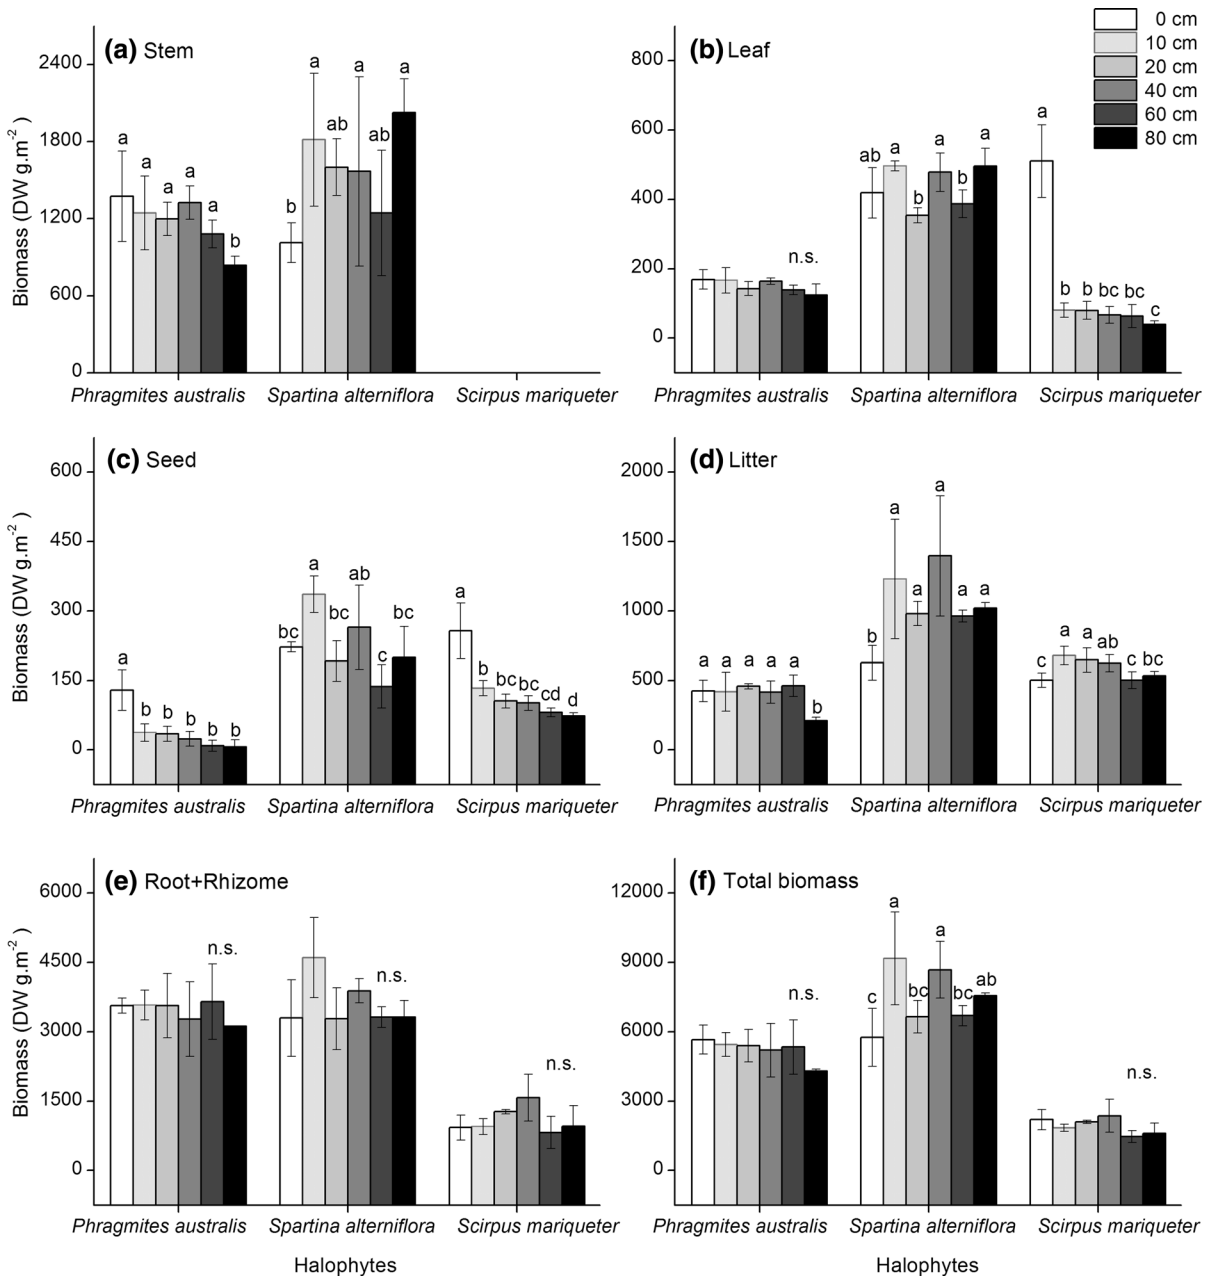 0 cm
10 cm
20 cm
40 cm
60 cm
80 cm
(a) Stem
Biomass (DW g.m-2 )
2400
1800
1200
600
0
a a a a a b
b a ab a ab a
Phragmites australis Spartina alterniflora Scirpus mariqueter
(b) Leaf
800
600
400
200
0
n.s.
ab a b a b a
a b b bc bc c
Phragmites australis Spartina alterniflora Scirpus mariqueter
(c) Seed
Biomass (DW g.m-2 )
600
450
300
150
0
a b b b b b
bc a bc ab c bc
a b bc bc cd d
Phragmites australis Spartina alterniflora Scirpus mariqueter
(d) Litter
2000
1500
1000
500
0
a a a a a b
b a a a a a
c a a ab c bc
Phragmites australis Spartina alterniflora Scirpus mariqueter
(e) Root+Rhizome
Biomass (DW g.m-2 )
6000
4500
3000
1500
0
n.s.
n.s.
n.s.
Phragmites australis Spartina alterniflora Scirpus mariqueter
Halophytes
(f) Total biomass
12000
9000
6000
3000
0
n.s.
c a bc a bc ab
n.s.
Phragmites australis Spartina alterniflora Scirpus mariqueter
Halophytes